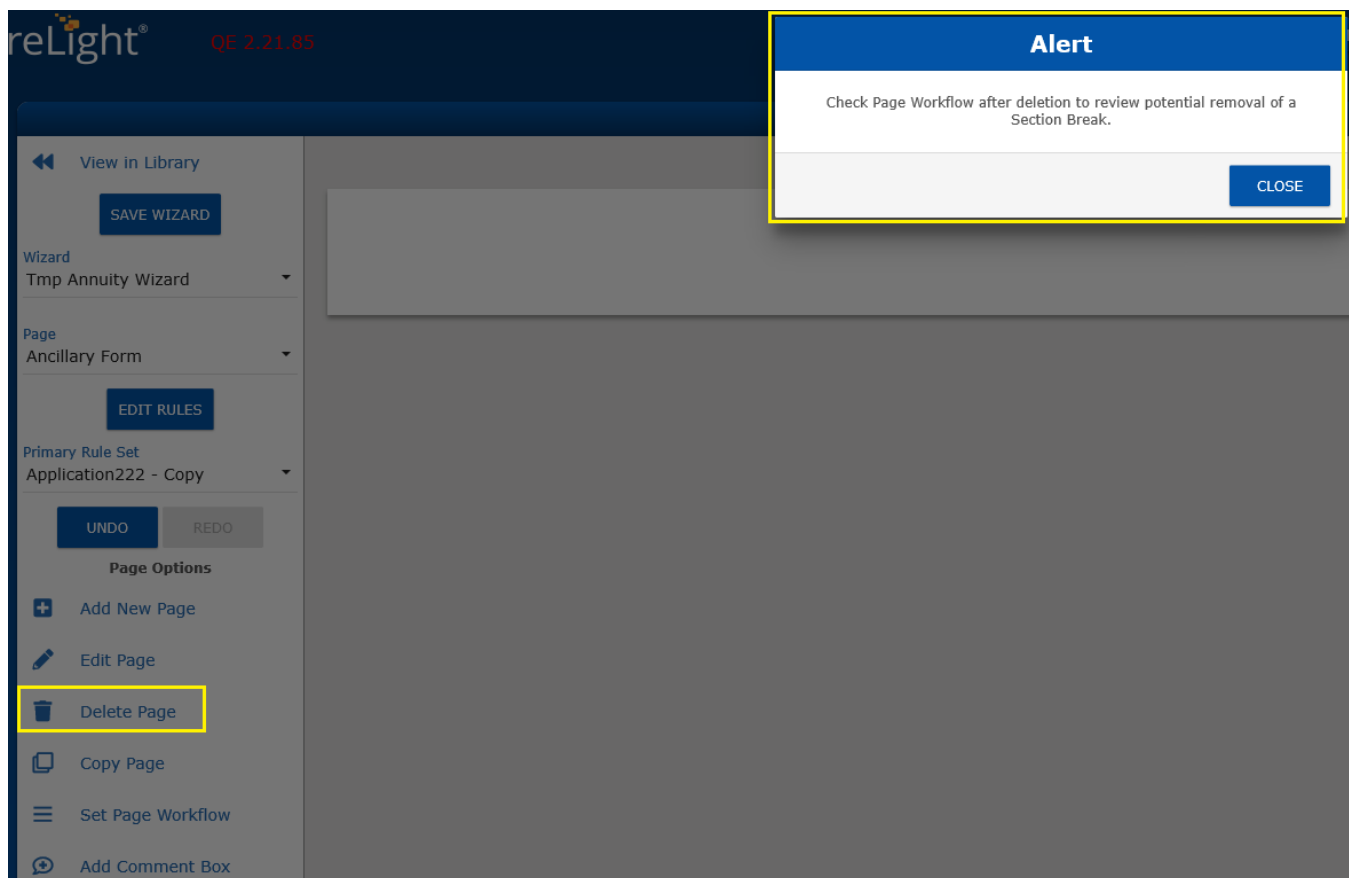 reLight®
QE 2.21.85
Alert
Check Page Workflow after deletion to review potential removal of a
Section Break.
CLOSE
View in Library
SAVE WIZARD
Wizard
Tmp Annuity Wizard
Page
Ancillary Form
EDIT RULES
Primary Rule Set
Application222 - Copy
UNDO REDO
Page Options
Add New Page
Edit Page
Delete Page
Copy Page
Set Page Workflow
Add Comment Box